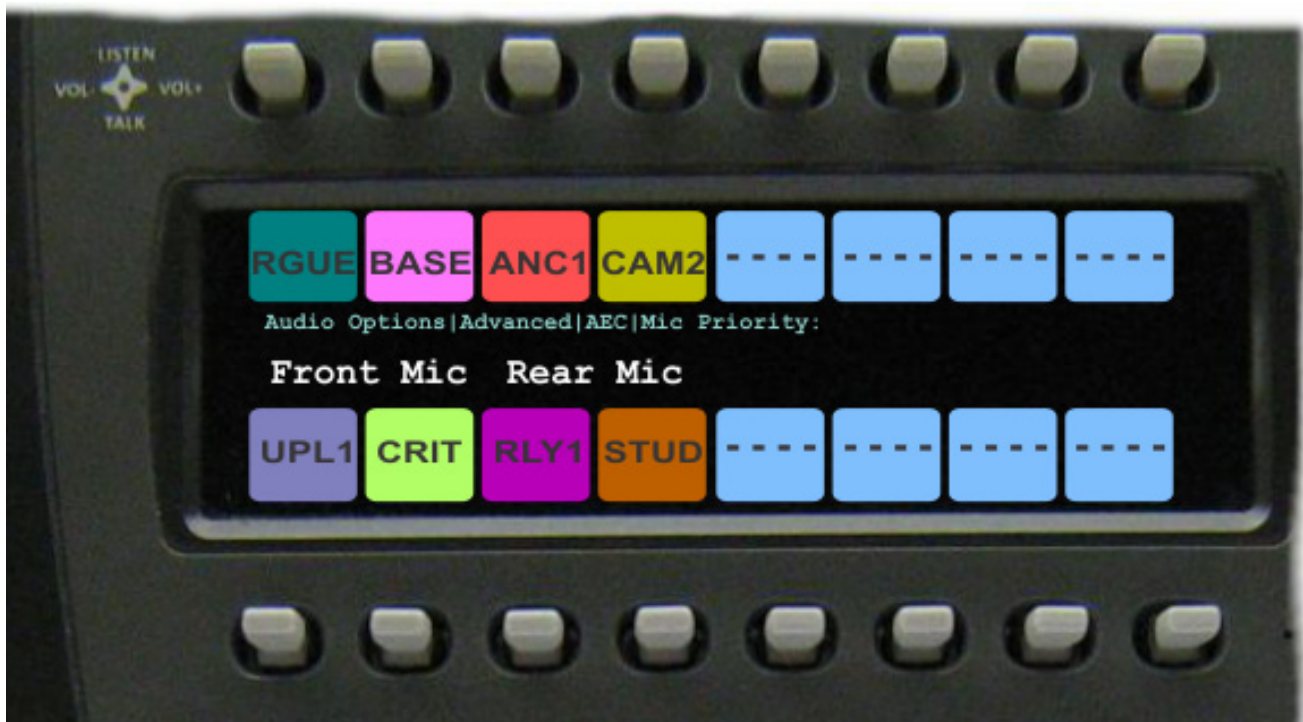 LISTEN
VOL- VOL+
TALK
RGUE BASE ANC1 CAM2 ---- ---- ---- ----
Audio Options|Advanced|AEC|Mic Priority:
Front Mic Rear Mic
UPL1 CRIT RLY1 STUD ---- ---- ---- ----